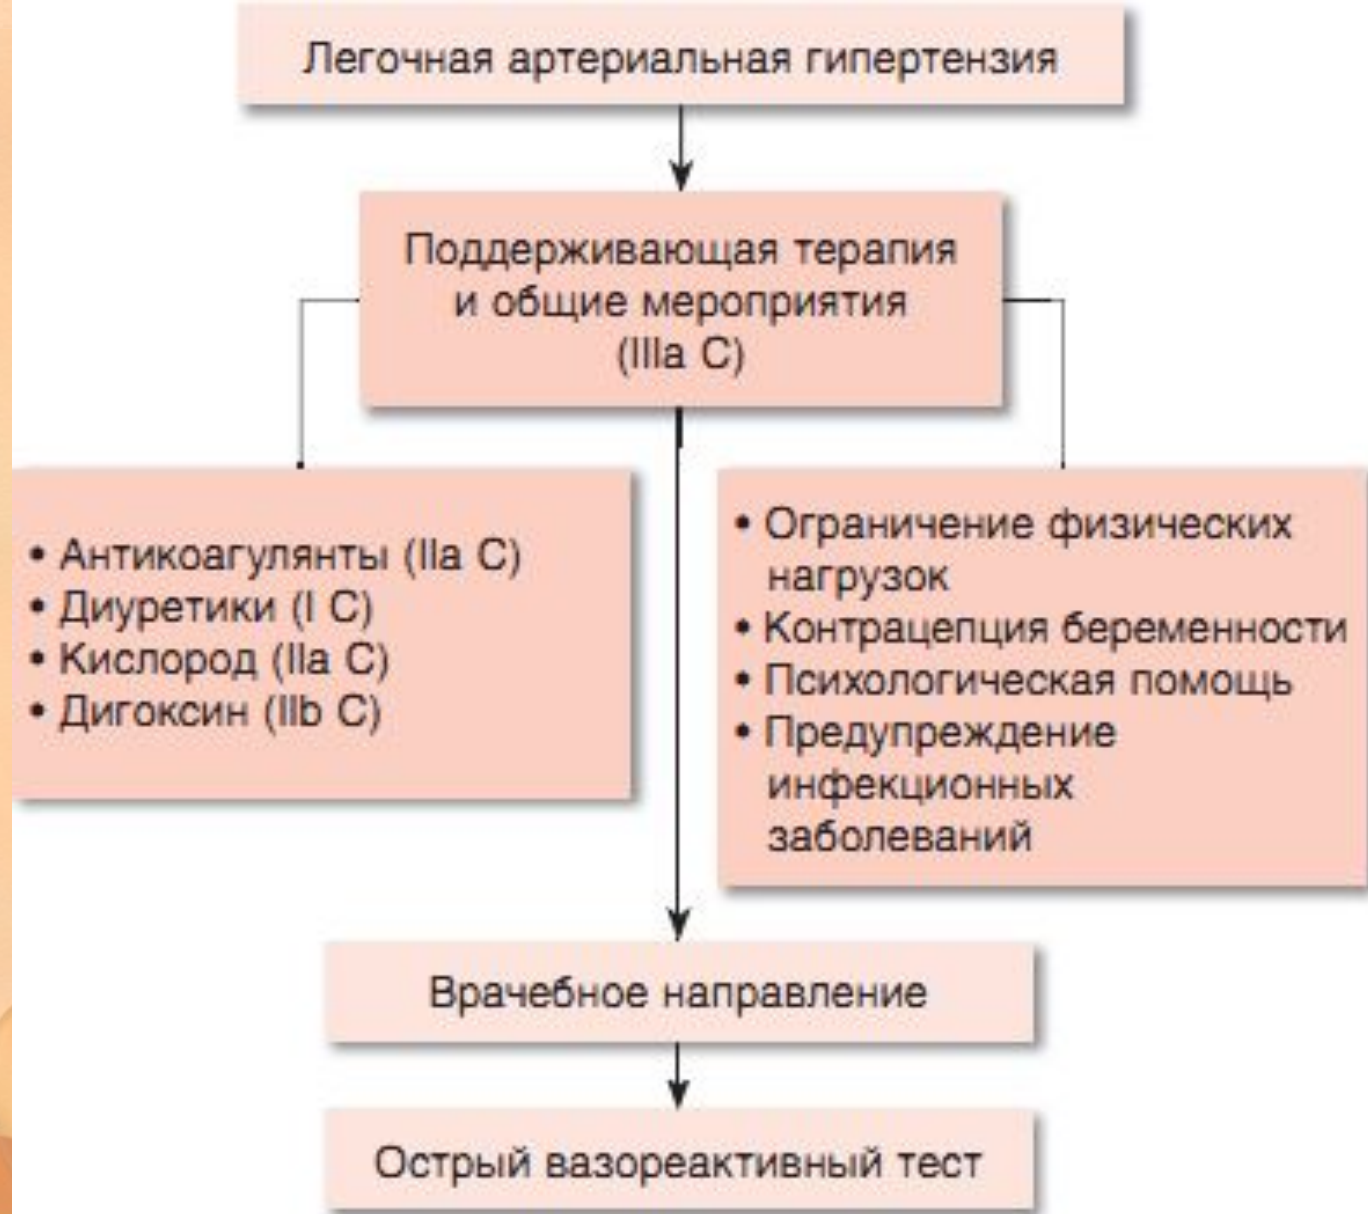 Легочная артериальная гипертензия
Поддерживающая терапия
и общие мероприятия
(IIIa C)
• Антикоагулянты (IIa C)
• Диуретики (I C)
• Кислород (IIa C)
• Дигоксин (IIb C)
• Ограничение физических
нагрузок
• Контрацепция беременности
• Психологическая помощь
• Предупреждение
инфекционных
заболеваний
Врачебное направление
Острый вазореактивный тест